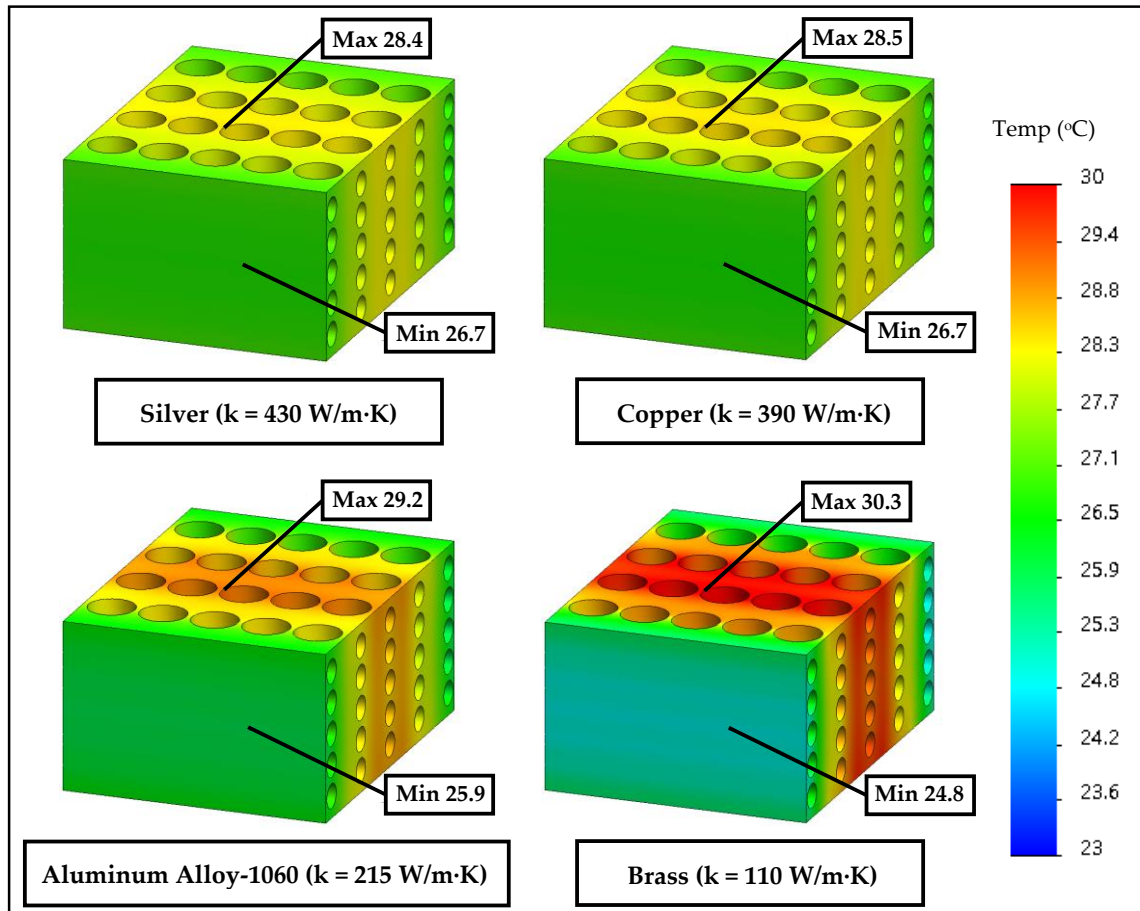 Max 28.4
Min 26.7
Silver (k = 430 W/m·K)
Max 28.5
Min 26.7
Copper (k = 390 W/m·K)
Max 29.2
Min 25.9
Aluminum Alloy-1060 (k = 215 W/m·K)
Max 30.3
Min 24.8
Brass (k = 110 W/m·K)
Temp (°C)
30
29.4
28.8
28.3
27.7
27.1
26.5
25.9
25.3
24.8
24.2
23.6
23